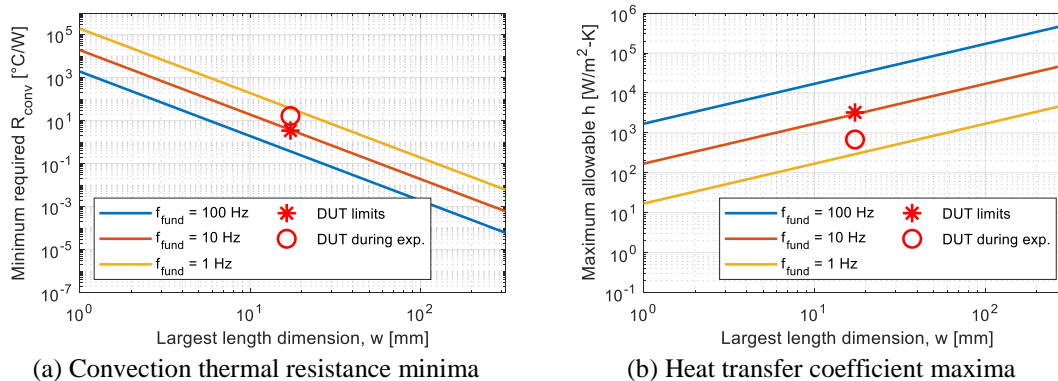 Minimum required R_conv [°C/W]
10^5
10^3
10^1
10^-1
10^-3
10^-5
10^-7
f_fund = 100 Hz
DUT limits
f_fund = 10 Hz
DUT during exp.
f_fund = 1 Hz
10^0
10^1
10^2
Largest length dimension, w [mm]
(a) Convection thermal resistance minima
Maximum allowable h [W/m^2-K]
10^6
10^5
10^4
10^3
10^2
10^1
10^0
10^-1
f_fund = 100 Hz
DUT limits
f_fund = 10 Hz
DUT during exp.
f_fund = 1 Hz
10^0
10^1
10^2
Largest length dimension, w [mm]
(b) Heat transfer coefficient maxima